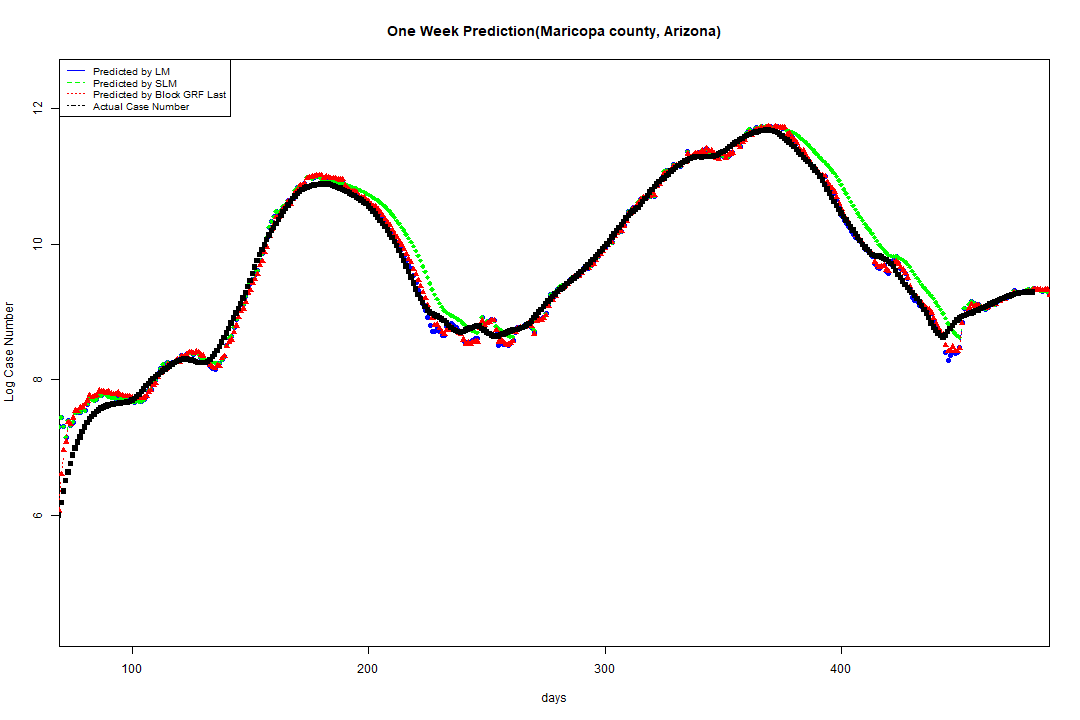 One Week Prediction(Maricopa county, Arizona)
Predicted by LM
Predicted by SLM
Predicted by Block GRF Last
Actual Case Number
12
10
8
6
Log Case Number
100 200 300 400
days